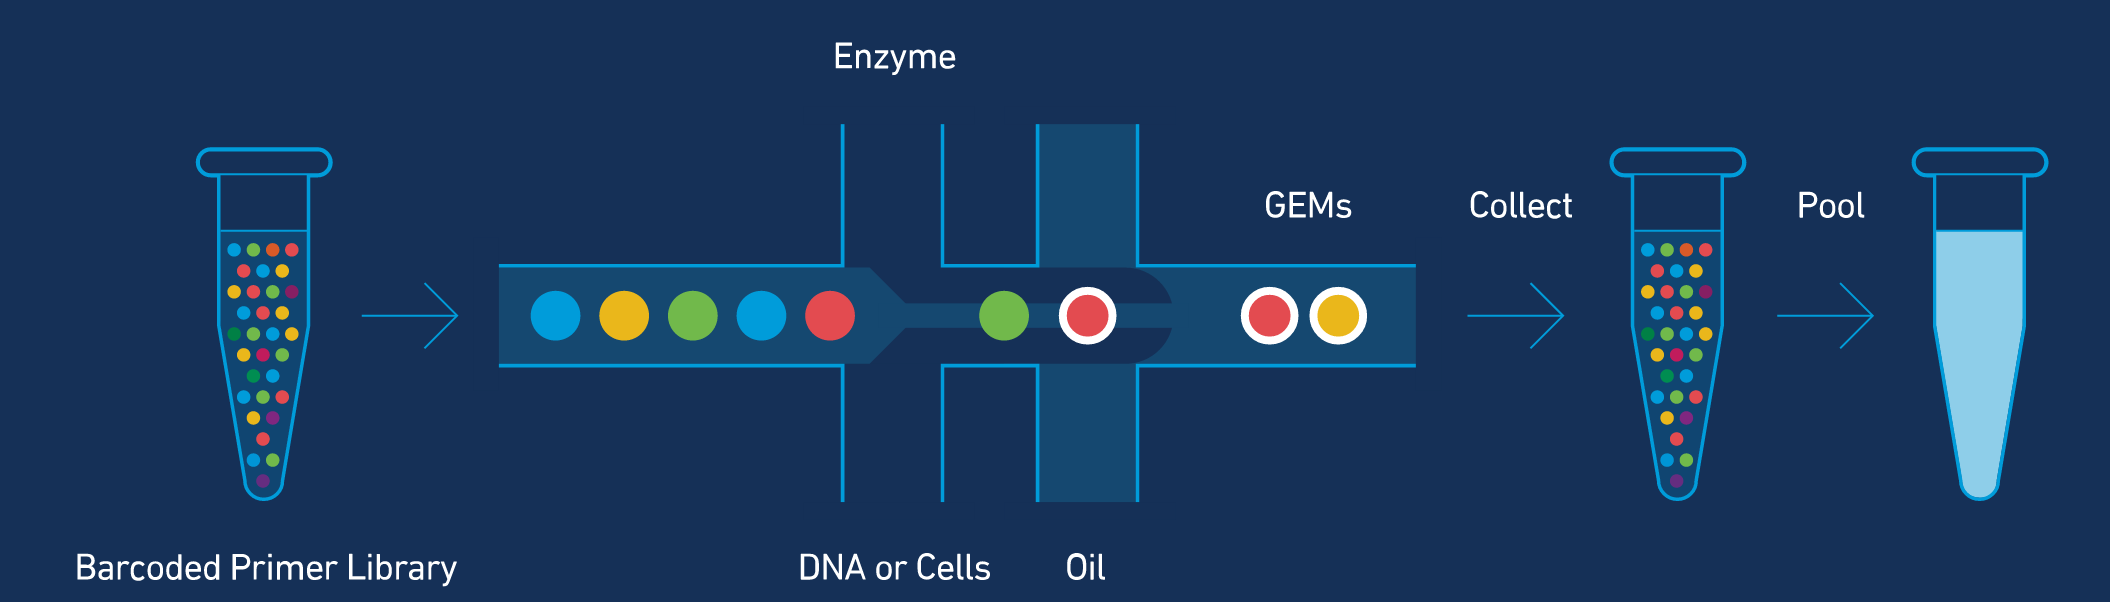 Enzyme
GEMs
Collect
Pool
Barcoded Primer Library
DNA or Cells
Oil